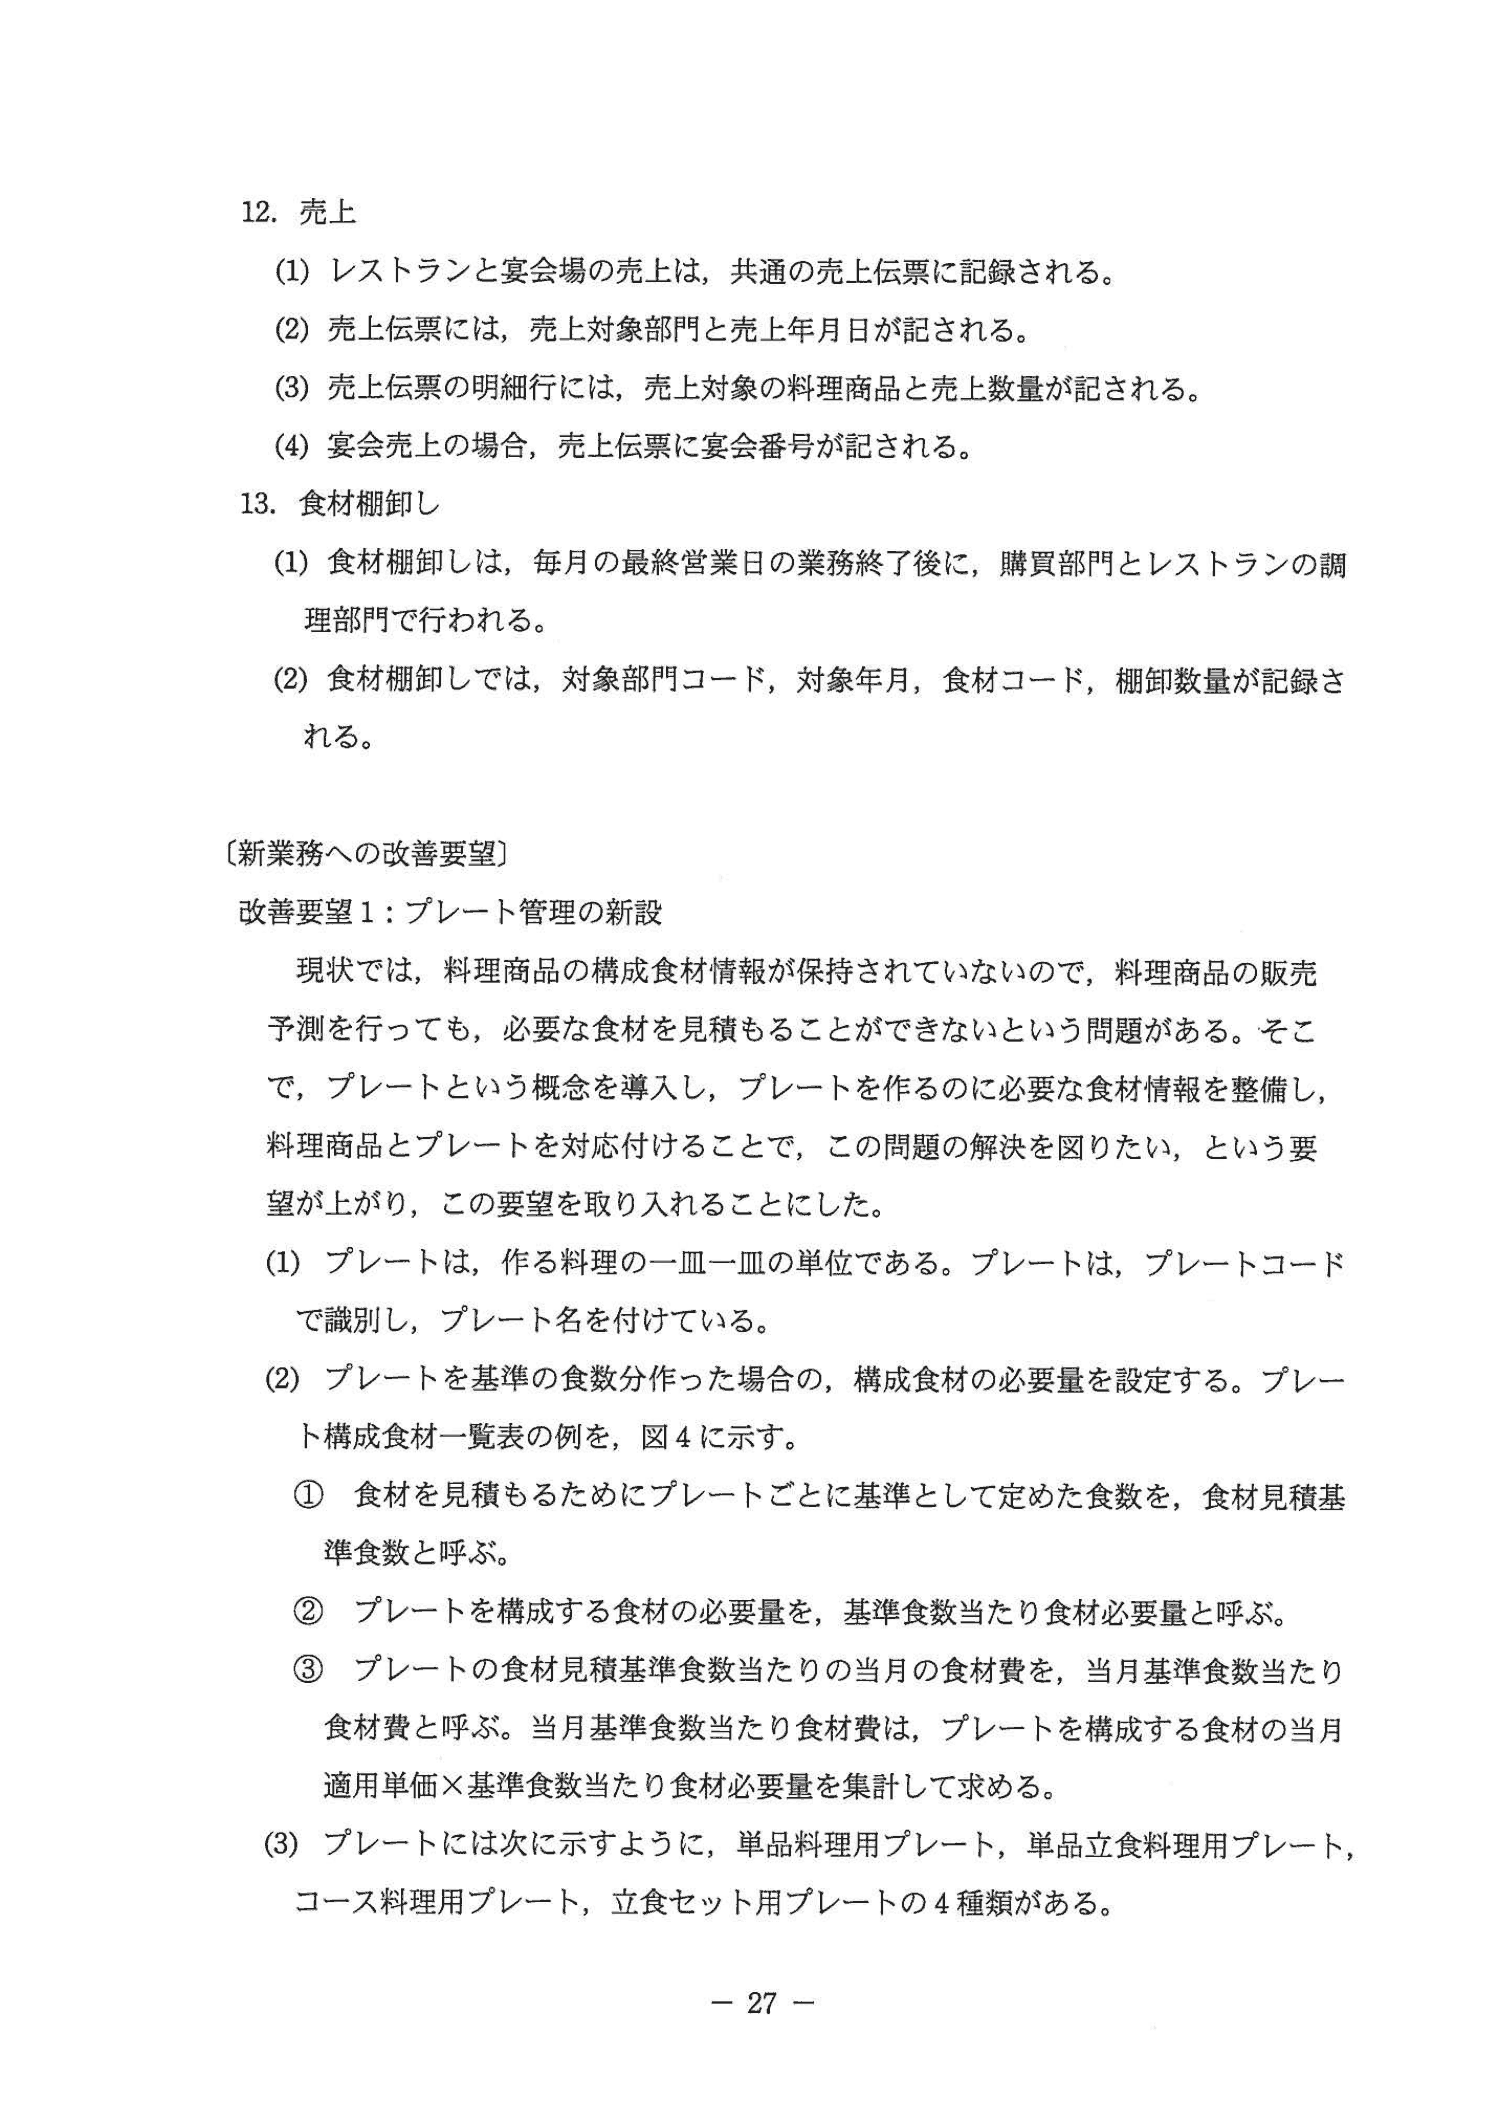 12. 売上
(1) レストランと宴会場の売上は，共通の売上伝票に記録される。
(2) 売上伝票には，売上対象部門と売上年月日が記される。
(3) 売上伝票の明細行には，売上対象の料理商品と売上数量が記される。
(4) 宴会売上の場合，売上伝票に宴会番号が記される。
13. 食材棚卸し
(1) 食材棚卸しは，毎月の最終営業日の業務終了後に，購買部門とレストランの調
理部門で行われる。
(2) 食材棚卸しでは，対象部門コード，対象年月，食材コード，棚卸数量が記録さ
れる。
〔新業務への改善要望〕
改善要望1：プレート管理の新設
現状では，料理商品の構成食材情報が保持されていないので，料理商品の販売
予測を行っても，必要な食材を見積もることができないという問題がある。そこ
で，プレートという概念を導入し，プレートを作るのに必要な食材情報を整備し，
料理商品とプレートを対応付けることで，この問題の解決を図りたい，という要
望が上がり，この要望を取り入れることにした。
(1) プレートは，作る料理の一皿一皿の単位である。プレートは，プレートコード
で識別し，プレート名を付けている。
(2) プレートを基準の食数分作った場合の，構成食材の必要量を設定する。プレー
ト構成食材一覧表の例を，図4に示す。
① 食材を見積もるためにプレートごとに基準として定めた食数を，食材見積基
準食数と呼ぶ。
② プレートを構成する食材の必要量を，基準食数当たり食材必要量と呼ぶ。
③ プレートの食材見積基準食数当たりの当月の食材費を，当月基準食数当たり
食材費と呼ぶ。当月基準食数当たり食材費は，プレートを構成する食材の当月
適用単価×基準食数当たり食材必要量を集計して求める。
(3) プレートには次に示すように，単品料理用プレート，単品立食料理用プレート，
コース料理用プレート，立食セット用プレートの4種類がある。
－ 27 －